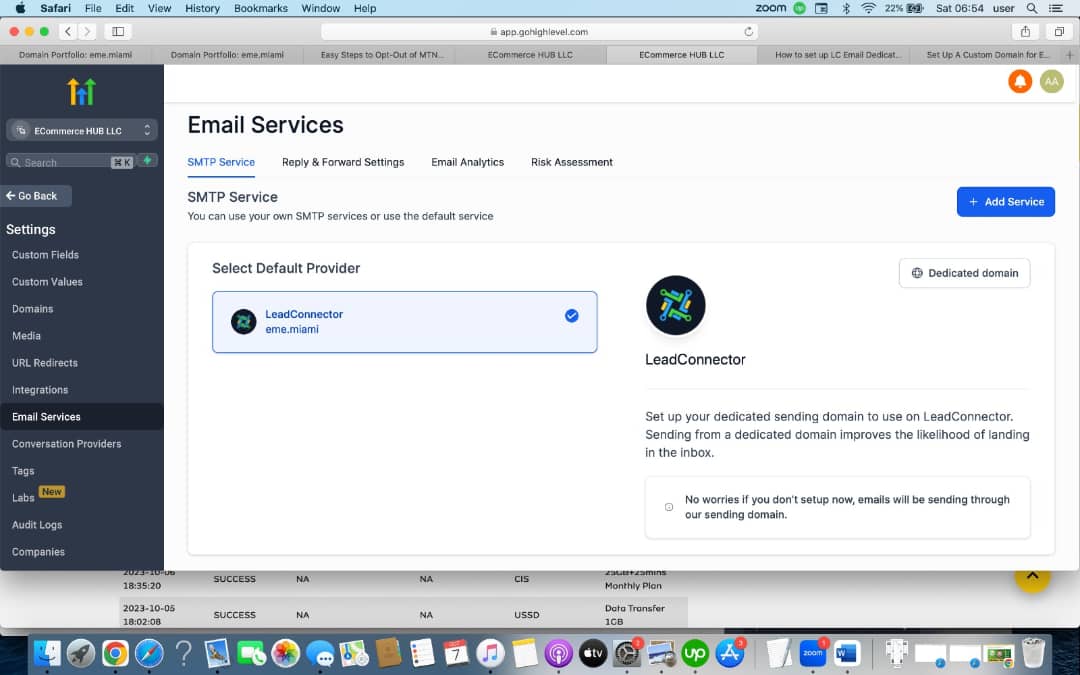 Safari File Edit View History Bookmarks Window Help zoom up 22% Sat 06:54 user
app.gohighlevel.com
Domain Portfolio: eme.miami Domain Portfolio: eme.miami Easy Steps to Opt-Out of MTN... ECommerce HUB LLC ECommerce HUB LLC How to set up LC Email Dedicat... Set Up A Custom Domain for E...
AA
ECommerce HUB LLC
Search ⌘ K
Go Back
Settings
Custom Fields
Custom Values
Domains
Media
URL Redirects
Integrations
Email Services
Conversation Providers
Tags
Labs New
Audit Logs
Companies
Email Services
SMTP Service Reply & Forward Settings Email Analytics Risk Assessment
SMTP Service
You can use your own SMTP services or use the default service
+ Add Service
Select Default Provider
LeadConnector
eme.miami
Dedicated domain
LeadConnector
Set up your dedicated sending domain to use on LeadConnector.
Sending from a dedicated domain improves the likelihood of landing
in the inbox.
No worries if you don't setup now, emails will be sending through
our sending domain.
2023-10-06 SUCCESS NA NA CIS 25GB+25mins
18:35:20 Monthly Plan
2023-10-05 SUCCESS NA NA USSD Data Transfer
18:02:08 1GB
7 tv 2 up 3 zoom 1 W